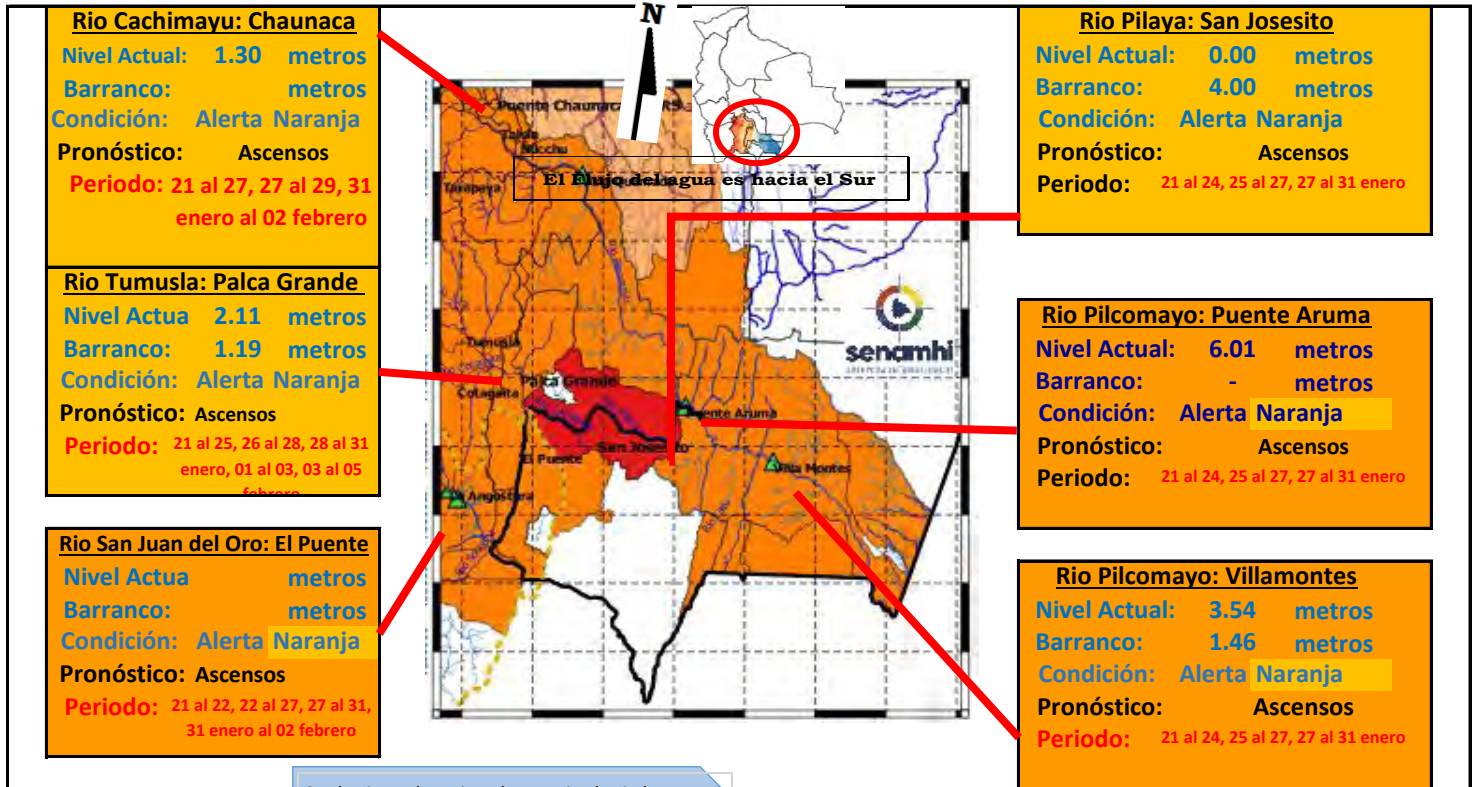 Rio Cachimayu: Chaunaca
Nivel Actual: 1.30 metros
Barranco: metros
Condición: Alerta Naranja
Pronóstico: Ascensos
Periodo: 21 al 27, 27 al 29, 31
enero al 02 febrero
Rio Tumusla: Palca Grande
Nivel Actua 2.11 metros
Barranco: 1.19 metros
Condición: Alerta Naranja
Pronóstico: Ascensos
Periodo: 21 al 25, 26 al 28, 28 al 31
enero, 01 al 03, 03 al 05
febrero
Rio San Juan del Oro: El Puente
Nivel Actua metros
Barranco: metros
Condición: Alerta Naranja
Pronóstico: Ascensos
Periodo: 21 al 22, 22 al 27, 27 al 31,
31 enero al 02 febrero
N
Puente Chaunaca
Talula
Nucchu
El Flujo del agua es hacia el Sur
Tarapaya
senamhi
Tumusla
Palca Grande
Cotagaita
Puente Aruma
San Josesito
El Puente
Villa Montes
Angostura
Rio Pilaya: San Josesito
Nivel Actual: 0.00 metros
Barranco: 4.00 metros
Condición: Alerta Naranja
Pronóstico: Ascensos
Periodo: 21 al 24, 25 al 27, 27 al 31 enero
Rio Pilcomayo: Puente Aruma
Nivel Actual: 6.01 metros
Barranco: - metros
Condición: Alerta Naranja
Pronóstico: Ascensos
Periodo: 21 al 24, 25 al 27, 27 al 31 enero
Rio Pilcomayo: Villamontes
Nivel Actual: 3.54 metros
Barranco: 1.46 metros
Condición: Alerta Naranja
Pronóstico: Ascensos
Periodo: 21 al 24, 25 al 27, 27 al 31 enero